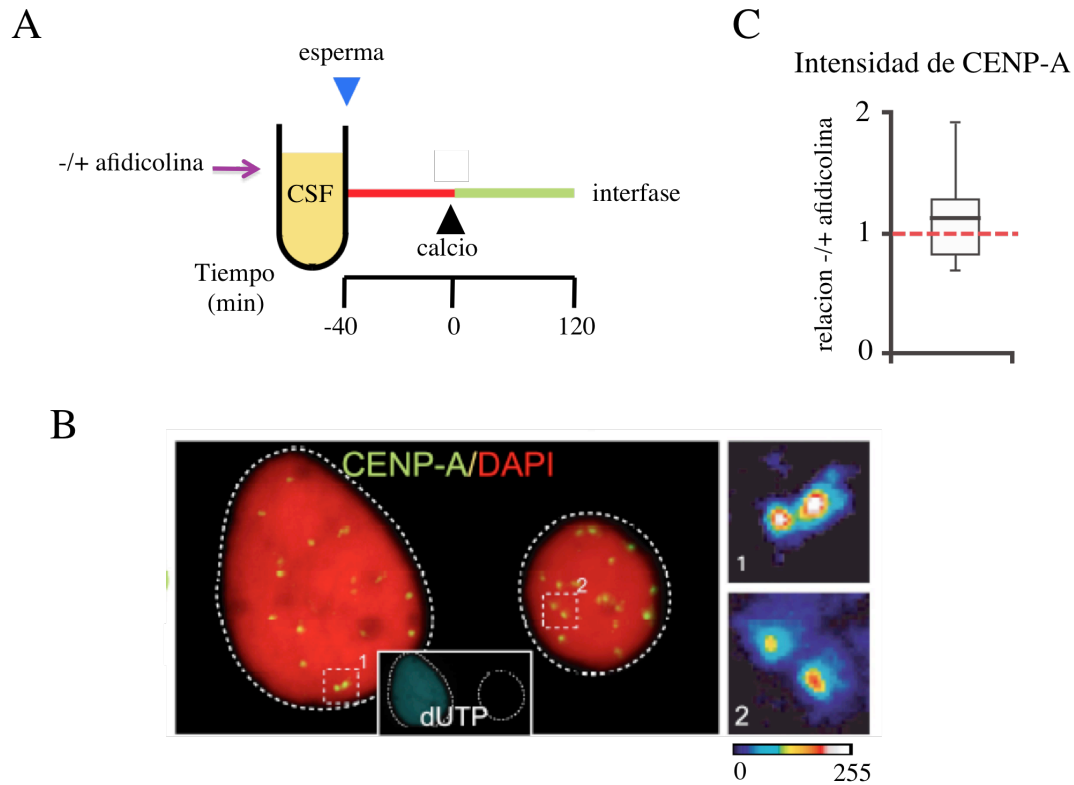 A
esperma
-/+ afidicolina
CSF
interfase
calcio
Tiempo
(min)
-40
0
120
C
Intensidad de CENP-A
relacion -/+ afidicolina
2
1
0
B
CENP-A/DAPI
1
2
dUTP
1
2
0
255